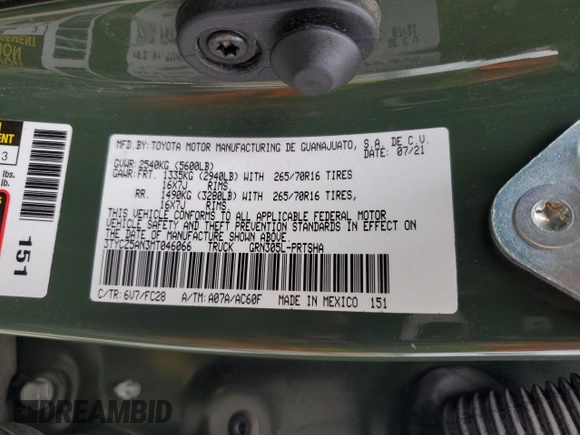 MFD.BY:TOYOTA MOTOR MANUFACTURING DE GUANAJUATO, S.A. DE C.V.
DATE: 07/21
GVWR:2540KG (5600LB)
GAWR:FRT. 1335KG (2940LB) WITH 265/70R16 TIRES
16X7J RIMS
RR. 1490KG (3280LB) WITH 265/70R16 TIRES,
16X7J RIMS
THIS VEHICLE CONFORMS TO ALL APPLICABLE FEDERAL MOTOR
VEHICLE SAFETY AND THEFT PREVENTION STANDARDS IN EFFECT ON
THE DATE OF MANUFACTURE SHOWN ABOVE
3TYCZ5AN3MT046066 TRUCK GRN305L-PRTSHA
C/TR: 6V7/FC28 A/TM: A07A/AC60F MADE IN MEXICO 151
151
lbs.
lb.
DREAMBID